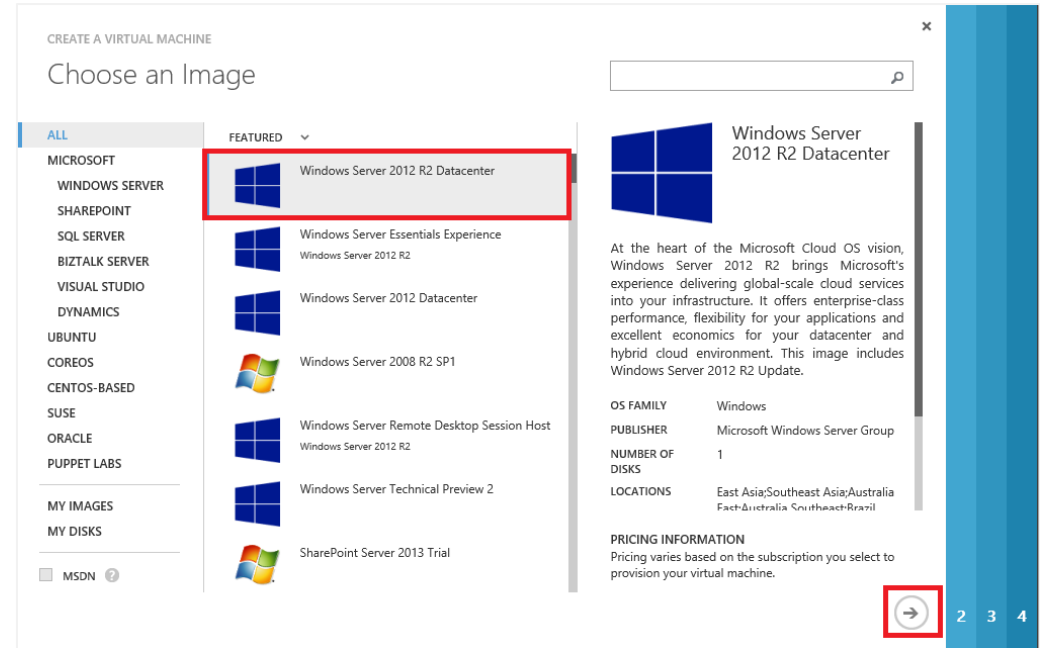 CREATE A VIRTUAL MACHINE
Choose an Image
ALL
MICROSOFT
WINDOWS SERVER
SHAREPOINT
SQL SERVER
BIZTALK SERVER
VISUAL STUDIO
DYNAMICS
UBUNTU
COREOS
CENTOS-BASED
SUSE
ORACLE
PUPPET LABS
MY IMAGES
MY DISKS
MSDN ?
FEATURED
Windows Server 2012 R2 Datacenter
Windows Server Essentials Experience
Windows Server 2012 R2
Windows Server 2012 Datacenter
Windows Server 2008 R2 SP1
Windows Server Remote Desktop Session Host
Windows Server 2012 R2
Windows Server Technical Preview 2
SharePoint Server 2013 Trial
Windows Server
2012 R2 Datacenter
At the heart of the Microsoft Cloud OS vision,
Windows Server 2012 R2 brings Microsoft's
experience delivering global-scale cloud services
into your infrastructure. It offers enterprise-class
performance, flexibility for your applications and
excellent economics for your datacenter and
hybrid cloud environment. This image includes
Windows Server 2012 R2 Update.
OS FAMILY Windows
PUBLISHER Microsoft Windows Server Group
NUMBER OF 1
DISKS
LOCATIONS East Asia;Southeast Asia;Australia
East;Australia Southeast;Brazil
PRICING INFORMATION
Pricing varies based on the subscription you select to
provision your virtual machine.
2 3 4